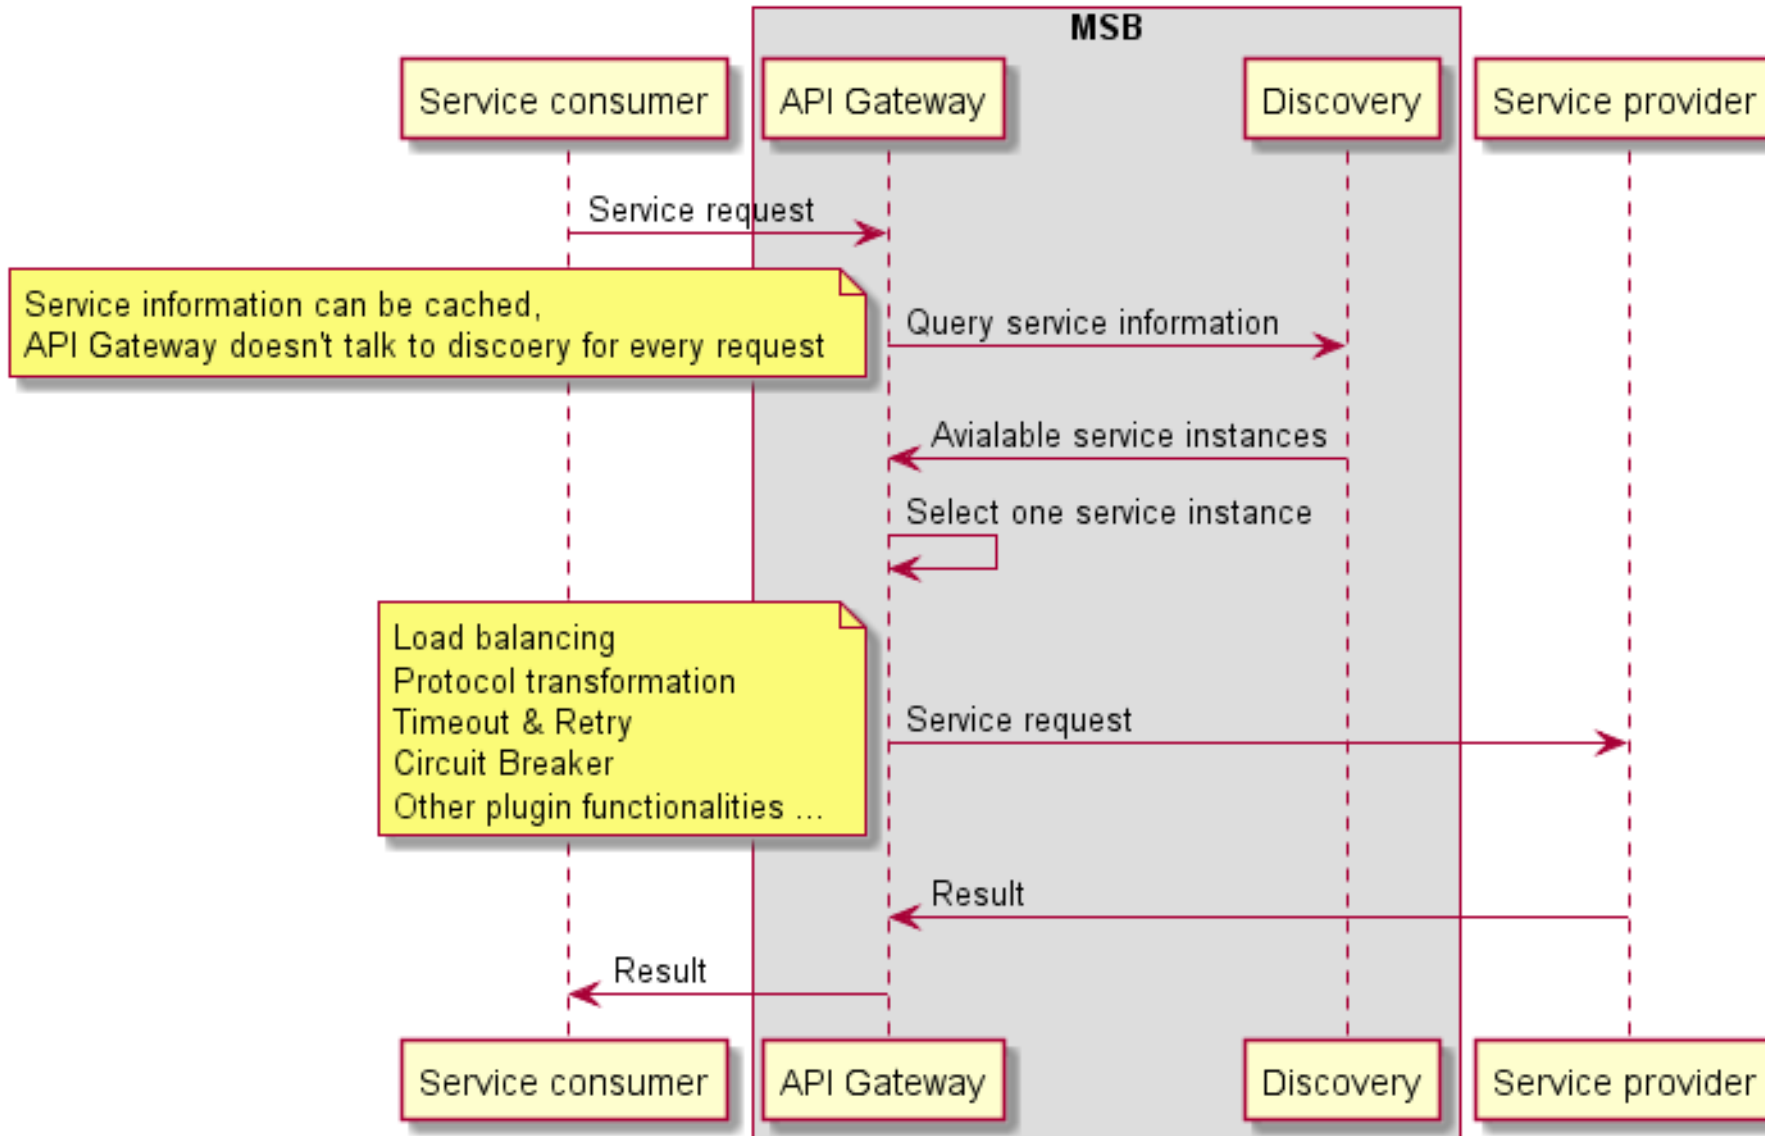 MSB
Service consumer
API Gateway
Discovery
Service provider
Service request
Service information can be cached,
API Gateway doesn't talk to discoery for every request
Query service information
Avialable service instances
Select one service instance
Load balancing
Protocol transformation
Timeout & Retry
Circuit Breaker
Other plugin functionalities ...
Service request
Result
Result
Service consumer
API Gateway
Discovery
Service provider